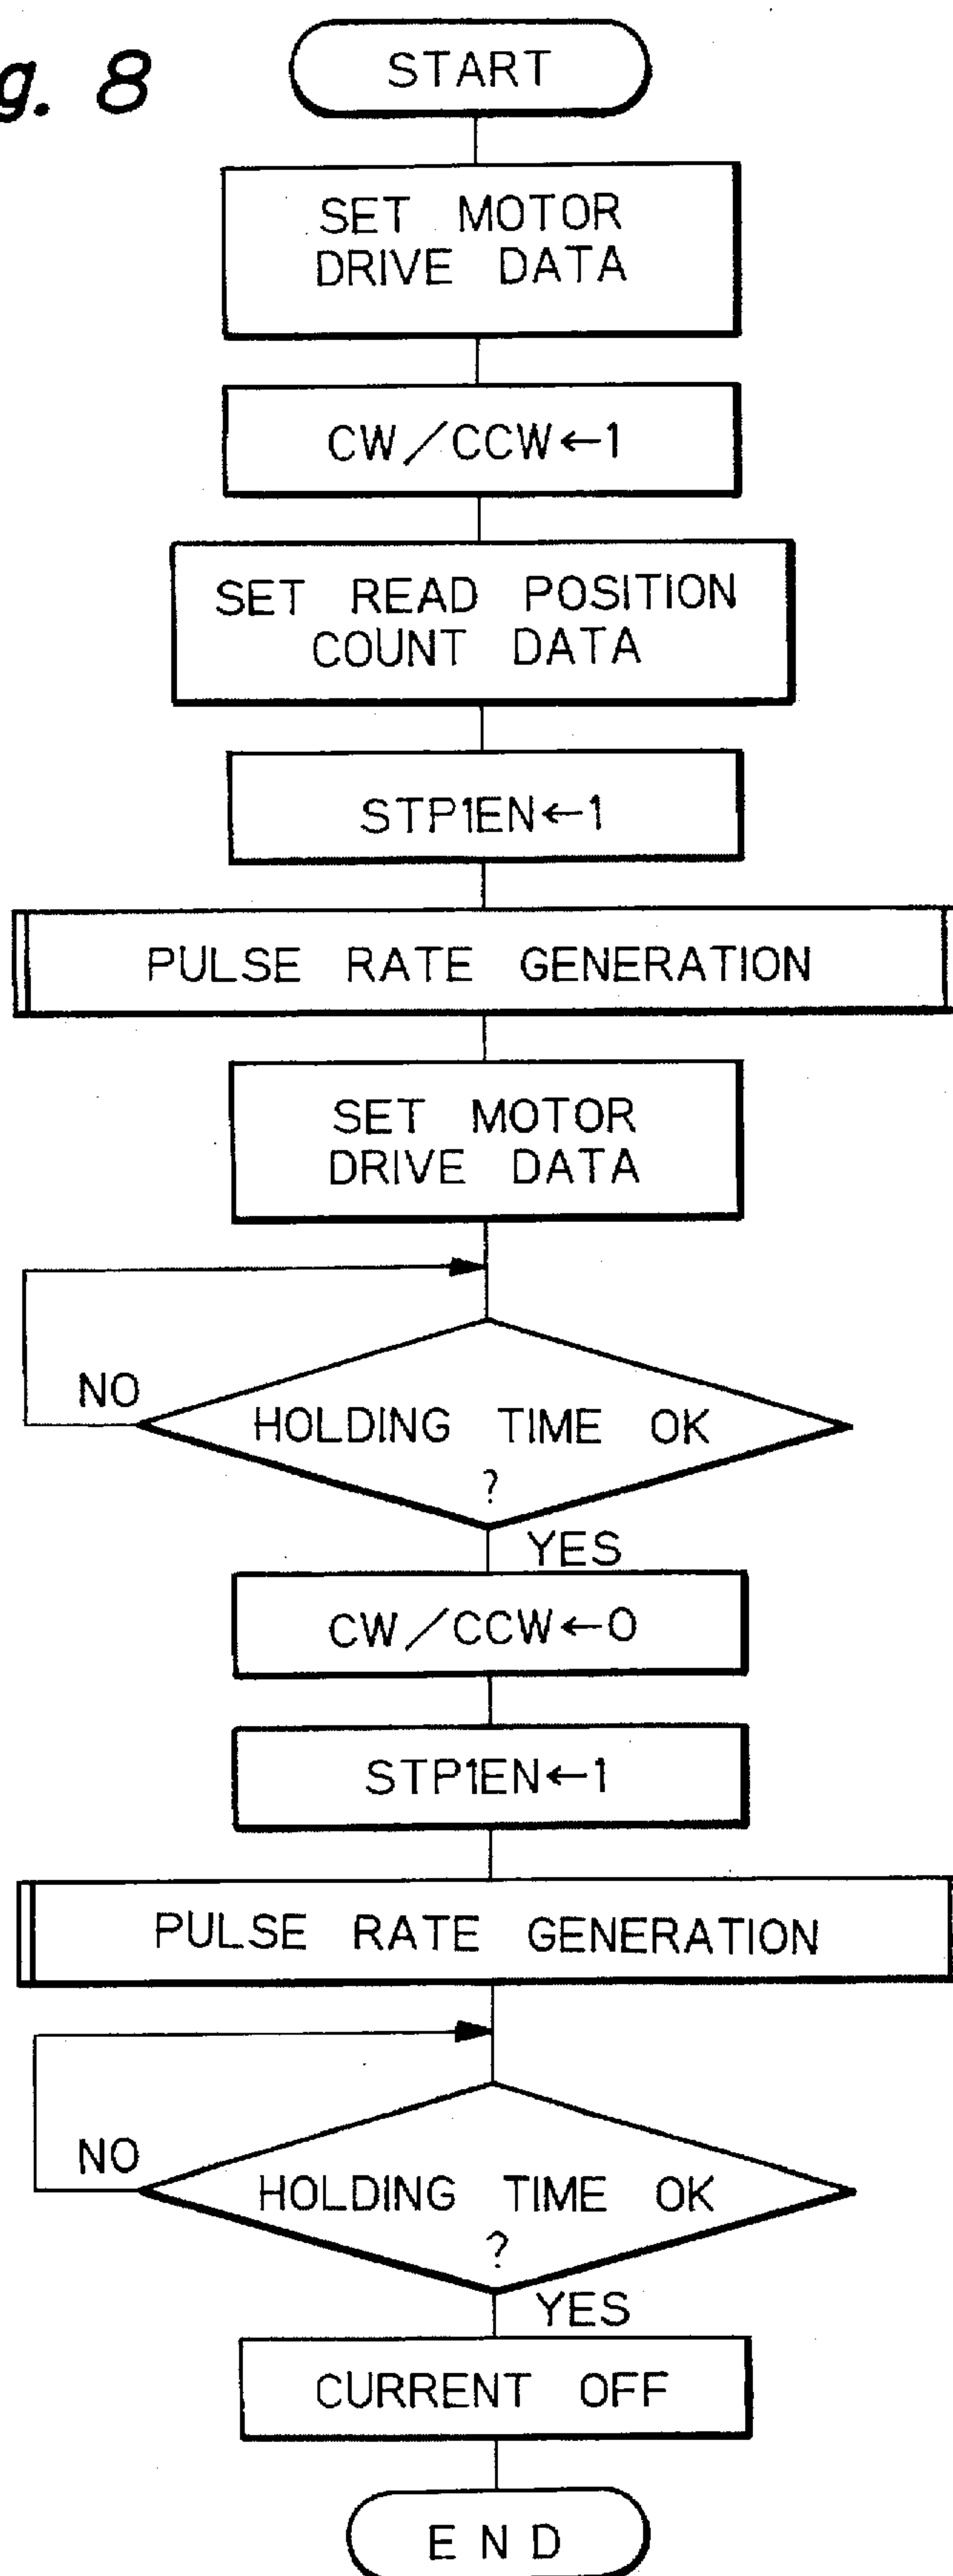 g. 8
START
SET MOTOR
DRIVE DATA
CW/CCW←1
SET READ POSITION
COUNT DATA
STP1EN←1
PULSE RATE GENERATION
SET MOTOR
DRIVE DATA
NO
HOLDING TIME OK
?
YES
CW/CCW←0
STP1EN←1
PULSE RATE GENERATION
NO
HOLDING TIME OK
?
YES
CURRENT OFF
END